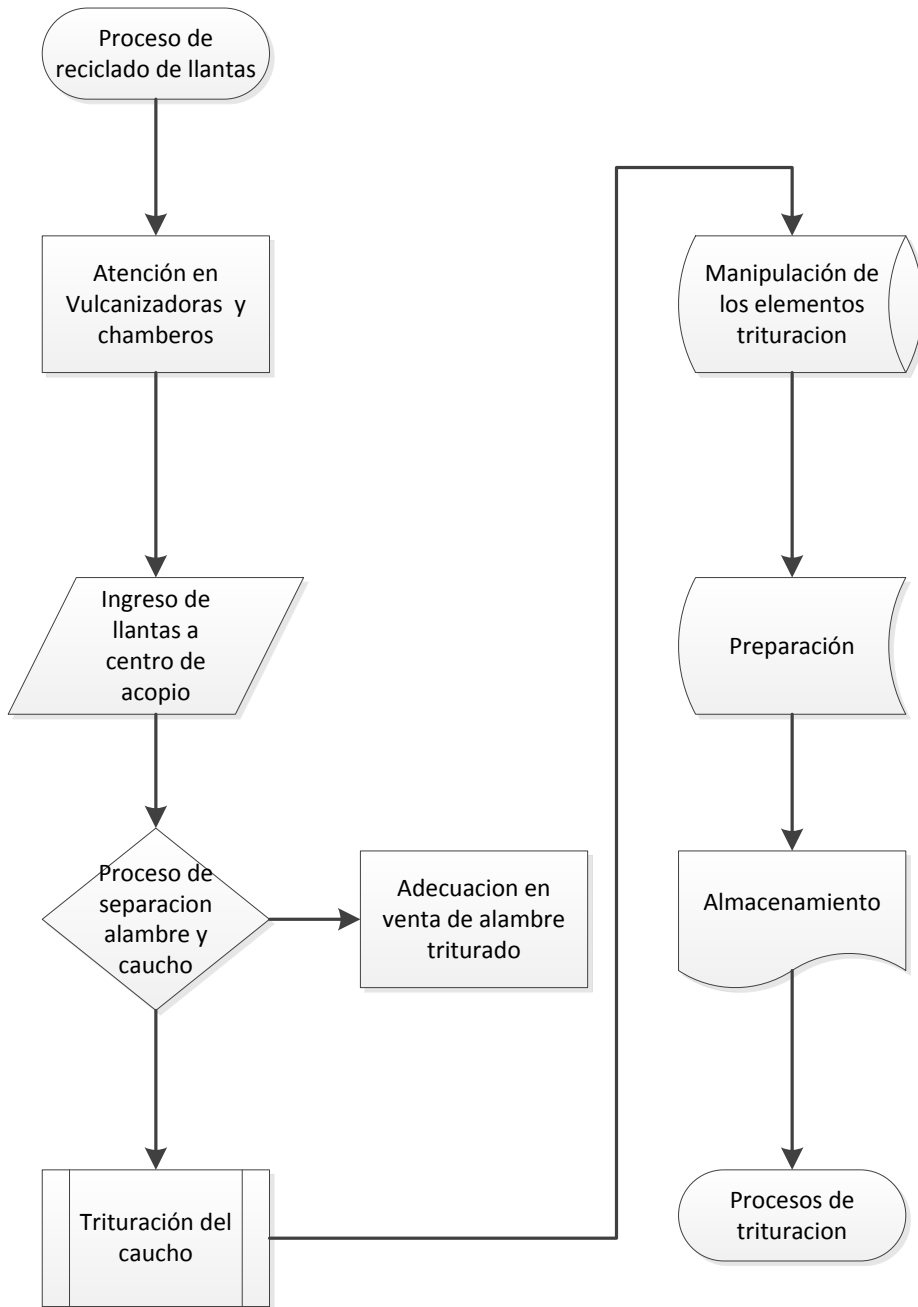 Proceso de
reciclado de llantas
Atención en
Vulcanizadoras y
chamberos
Ingreso de
llantas a
centro de
acopio
Proceso de
separacion
alambre y
caucho
Adecuacion en
venta de alambre
triturado
Trituración del
caucho
Manipulación de
los elementos
trituracion
Preparación
Almacenamiento
Procesos de
trituracion